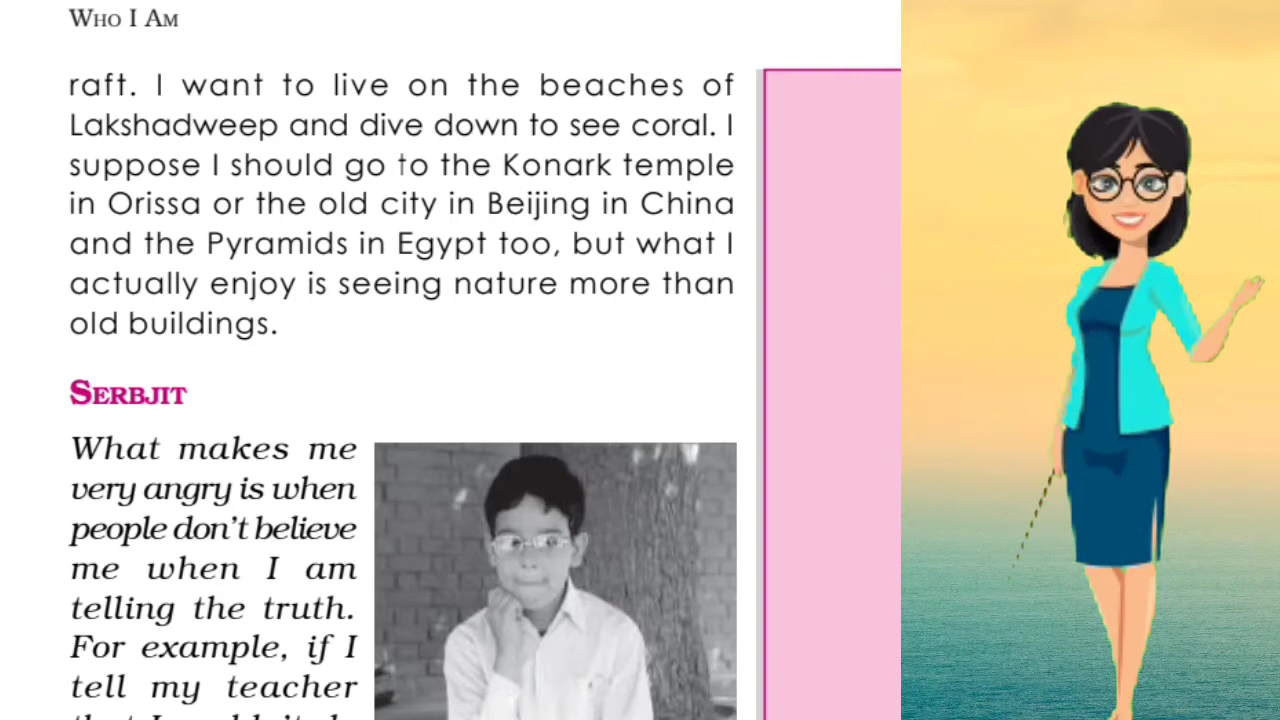 Who I Am
raft. I want to live on the beaches of
Lakshadweep and dive down to see coral. I
suppose I should go to the Konark temple
in Orissa or the old city in Beijing in China
and the Pyramids in Egypt too, but what I
actually enjoy is seeing nature more than
old buildings.
Serbjit
What makes me
very angry is when
people don't believe
me when I am
telling the truth.
For example, if I
tell my teacher